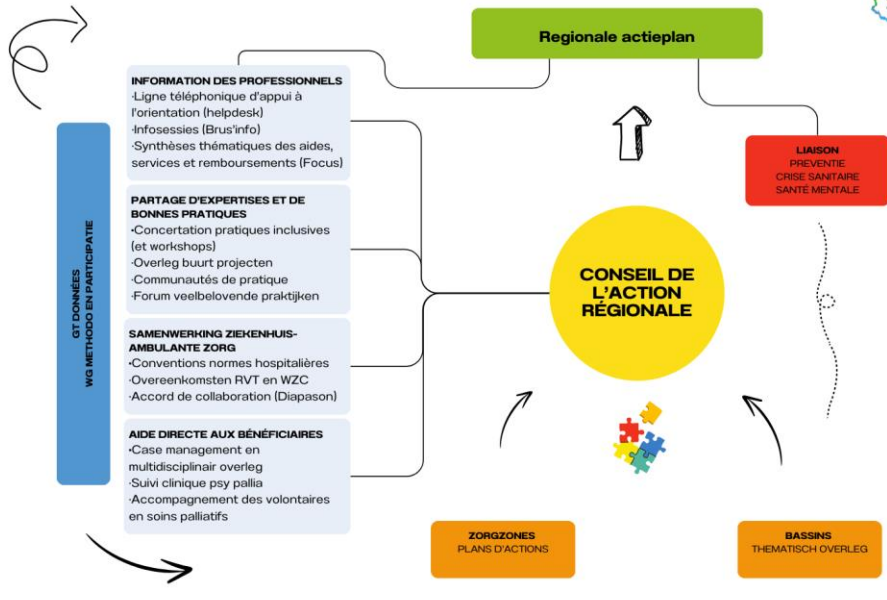 Regionale actieplan
INFORMATION DES PROFESSIONNELS
·Ligne téléphonique d'appui à
l'orientation (helpdesk)
·Infosessies (Brus'info)
·Synthèses thématiques des aides,
services et remboursements (Focus)
PARTAGE D'EXPERTISES ET DE
BONNES PRATIQUES
·Concertation pratiques inclusives
(et workshops)
·Overleg buurt projecten
·Communautés de pratique
·Forum veelbelovende praktijken
SAMENWERKING ZIEKENHUIS-
AMBULANTE ZORG
·Conventions normes hospitalières
·Overeenkomsten RVT en WZC
·Accord de collaboration (Diapason)
AIDE DIRECTE AUX BÉNÉFICIAIRES
·Case management en
multidisciplinair overleg
·Suivi clinique psy pallia
·Accompagnement des volontaires
en soins palliatifs
GT DONNÉES
WG METHODO EN PARTICIPATIE
LIAISON
PREVENTIE
CRISE SANITAIRE
SANTÉ MENTALE
CONSEIL DE
L'ACTION
RÉGIONALE
ZORGZONES
PLANS D'ACTIONS
BASSINS
THEMATISCH OVERLEG